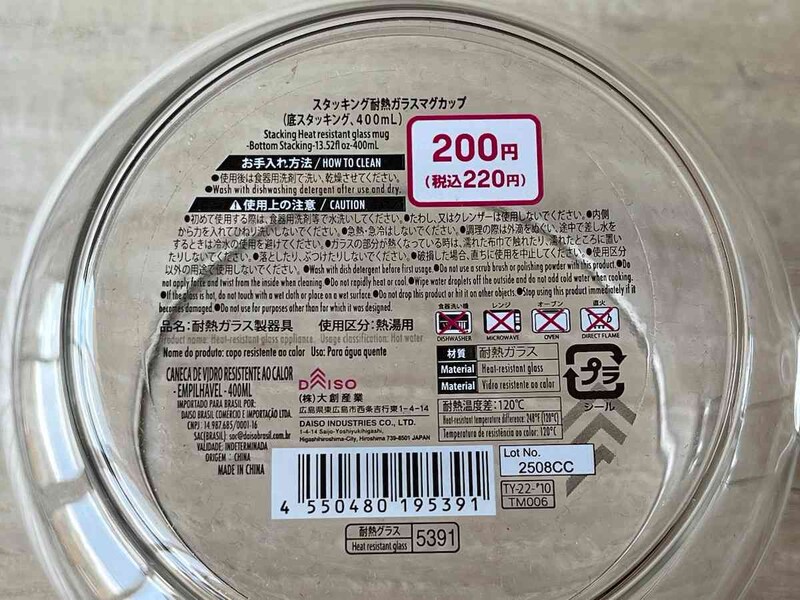 スタッキング耐熱ガラスマグカップ
(底スタッキング、400mL)
Stacking Heat resistant glass mug
-Bottom Stacking-13.52fl oz-400mL
200円
(税込220円)
お手入れ方法 / HOW TO CLEAN
●使用後は食器用洗剤で洗い、乾燥させてください。
●Wash with dishwashing detergent after use and dry.
⚠使用上の注意 / CAUTION
●初めて使用する際は、食器用洗剤等で水洗いしてください。●たわし、又はクレンザーは使用しないでください。●内側
から力を入れてひねり洗いしないでください。●急熱・急冷はしないでください。●調理の際は外滴をぬぐい、途中で差し水を
するときは冷水の使用を避けてください。●ガラスの部分が熱くなっている時は、濡れた布巾で触れたり、濡れたところに置い
たりしないでください。●落としたり、ぶつけたりしないでください。●破損した場合、直ちに使用を中止してください。●使用区分
以外の用途で使用しないでください。●Wash with dish detergent before first usage. ●Do not use a scrub brush or polishing powder with this product. ●Do
not apply force and twist from the inside when cleaning ●Do not rapidly heat or cool. ●Wipe water droplets off the outside and do not add cold water when cooking.
●If the glass is hot, do not touch with a wet cloth or place on a wet surface. ●Do not drop this product or hit it on other objects. ●Stop using this product immediately if it
becomes damaged. ●Do not use for purposes other than for which it was designed.
品名:耐熱ガラス製器具 使用区分:熱湯用
Product name: Heat-resistant glass appliance. Usage classification: Hot water
Nome do produto: copo resistente ao calor Uso: Para água quente
食器洗い機 レンジ オーブン 直火
DISHWASHER MICROWAVE OVEN DIRECT FLAME
CANECA DE VIDRO RESISTENTE AO CALOR
- EMPILHÁVEL - 400ML
IMPORTADO PARA BRASIL POR:
DAISO BRASIL COMÉRCIO E IMPORTAÇÃO LTDA.
CNPJ. 14.987.685/0001-16
SAC(BRASIL) sac@daisobrasil.com.br
VALIDADE: INDETERMINADA
ORIGEM : CHINA
MADE IN CHINA
DAISO
(株)大創産業
広島県東広島市西条吉行東1-4-14
DAISO INDUSTRIES CO., LTD.
1-4-14 Saijo-Yoshiyukihigashi,
Higashihiroshima-City, Hiroshima 739-8501 JAPAN
材質 耐熱ガラス
Material Heat-resistant glass
Material Vidro resistente ao calor
プラ
シール
耐熱温度差:120℃
Heat-resistant temperature difference: 248°F (120°C)
Temperatura de resistência ao calor: 120°C
4 550480 195391
Lot No.
2508CC
TY-22-'10
TM006
耐熱グラス 5391
Heat resistant glass